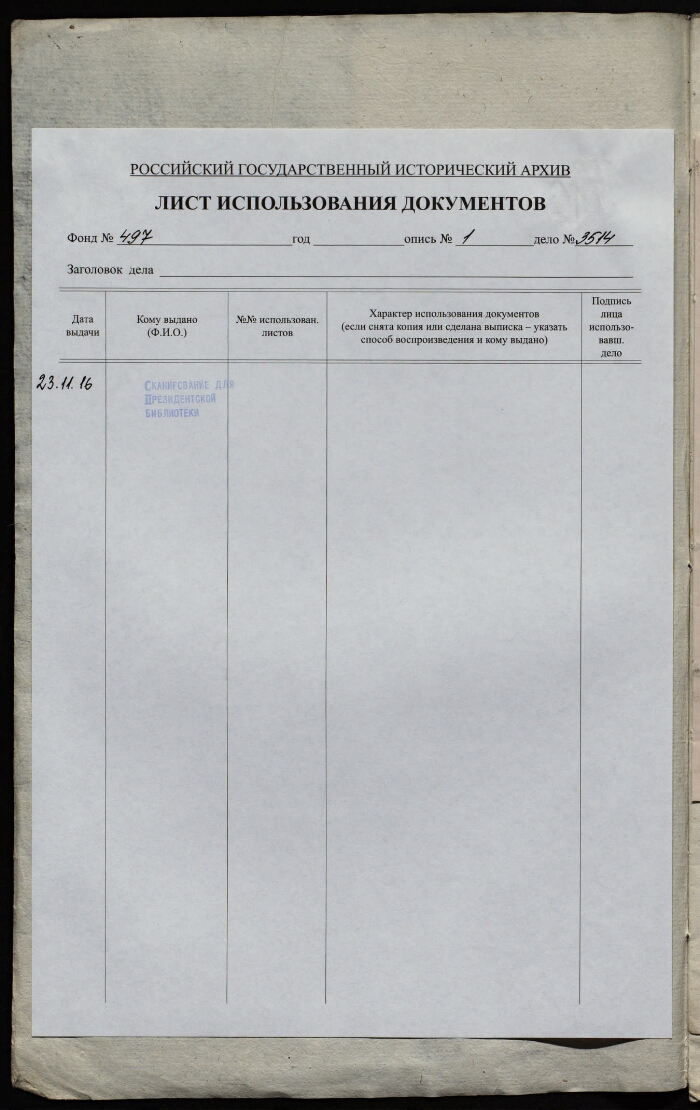 РОССИЙСКИЙ ГОСУДАРСТВЕННЫЙ ИСТОРИЧЕСКИЙ АРХИВ
ЛИСТ ИСПОЛЬЗОВАНИЯ ДОКУМЕНТОВ
Фонд № 497 год опись № 1 дело № 3514
Заголовок дела
Дата
выдачи
Кому выдано
(Ф.И.О.)
№№ использован.
листов
Характер использования документов
(если снята копия или сделана выписка – указать
способ воспроизведения и кому выдано)
Подпись
лица
использо-
вавш.
дело
23.11.16
Сканирование для
Президентской
библиотеки